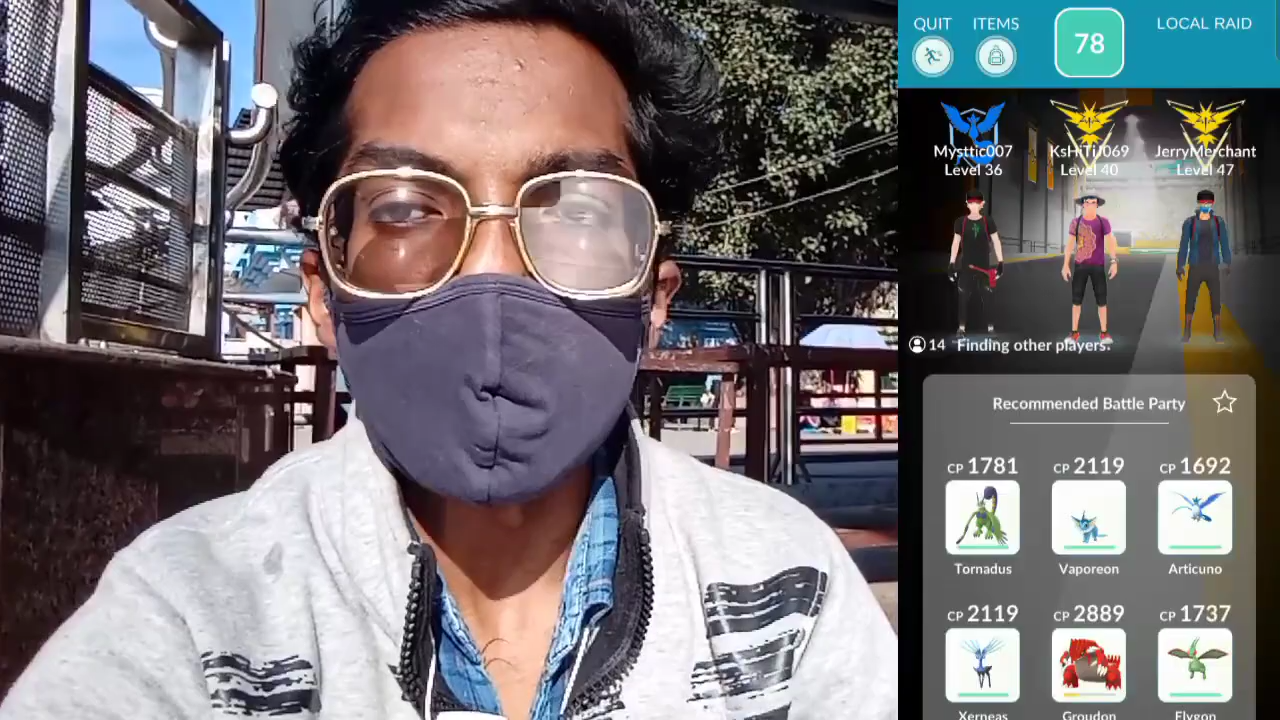 QUIT ITEMS 78 LOCAL RAID
Mysttic007 KsHiTiJ069 JerryMerchant
Level 36 Level 40 Level 47
14 Finding other players.
Recommended Battle Party
CP 1781 CP 2119 CP 1692
Tornadus Vaporeon Articuno
CP 2119 CP 2889 CP 1737
Xerneas Groudon Flygon